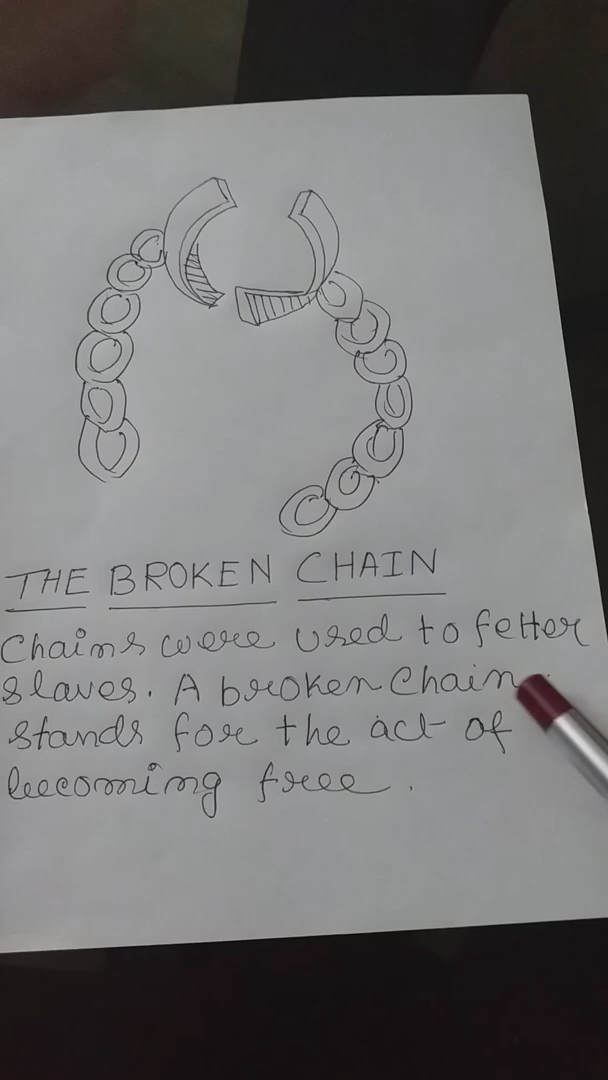 THE BROKEN CHAIN
Chains were used to fetter
slaves. A broken Chain
stands for the act of
becoming free.